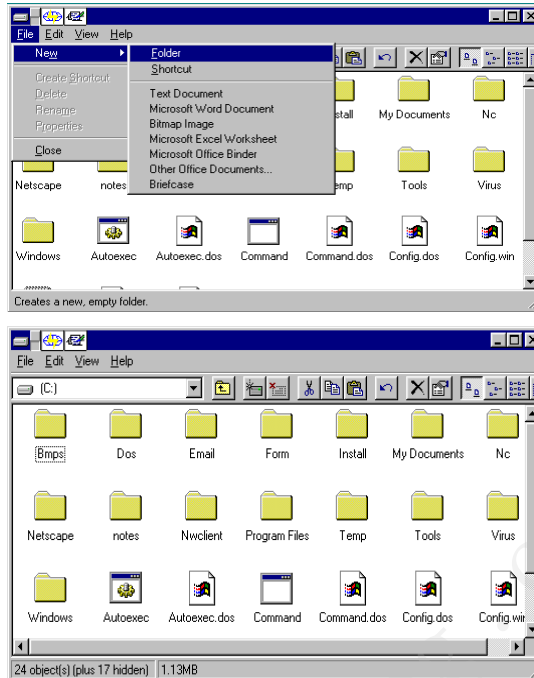 File Edit View Help
New
Folder
Shortcut
Create Shortcut
Delete
Rename
Properties
Close
Text Document
Microsoft Word Document
Bitmap Image
Microsoft Excel Worksheet
Microsoft Office Binder
Other Office Documents...
Briefcase
stall My Documents Nc
Netscape notes emp Tools Virus
Windows Autoexec Autoexec.dos Command Command.dos Config.dos Config.win
Creates a new, empty folder.
File Edit View Help
(C:)
Bmps Dos Email Form Install My Documents Nc
Netscape notes Nwclient Program Files Temp Tools Virus
Windows Autoexec Autoexec.dos Command Command.dos Config.dos Config.win
24 object(s) (plus 17 hidden) 1.13MB